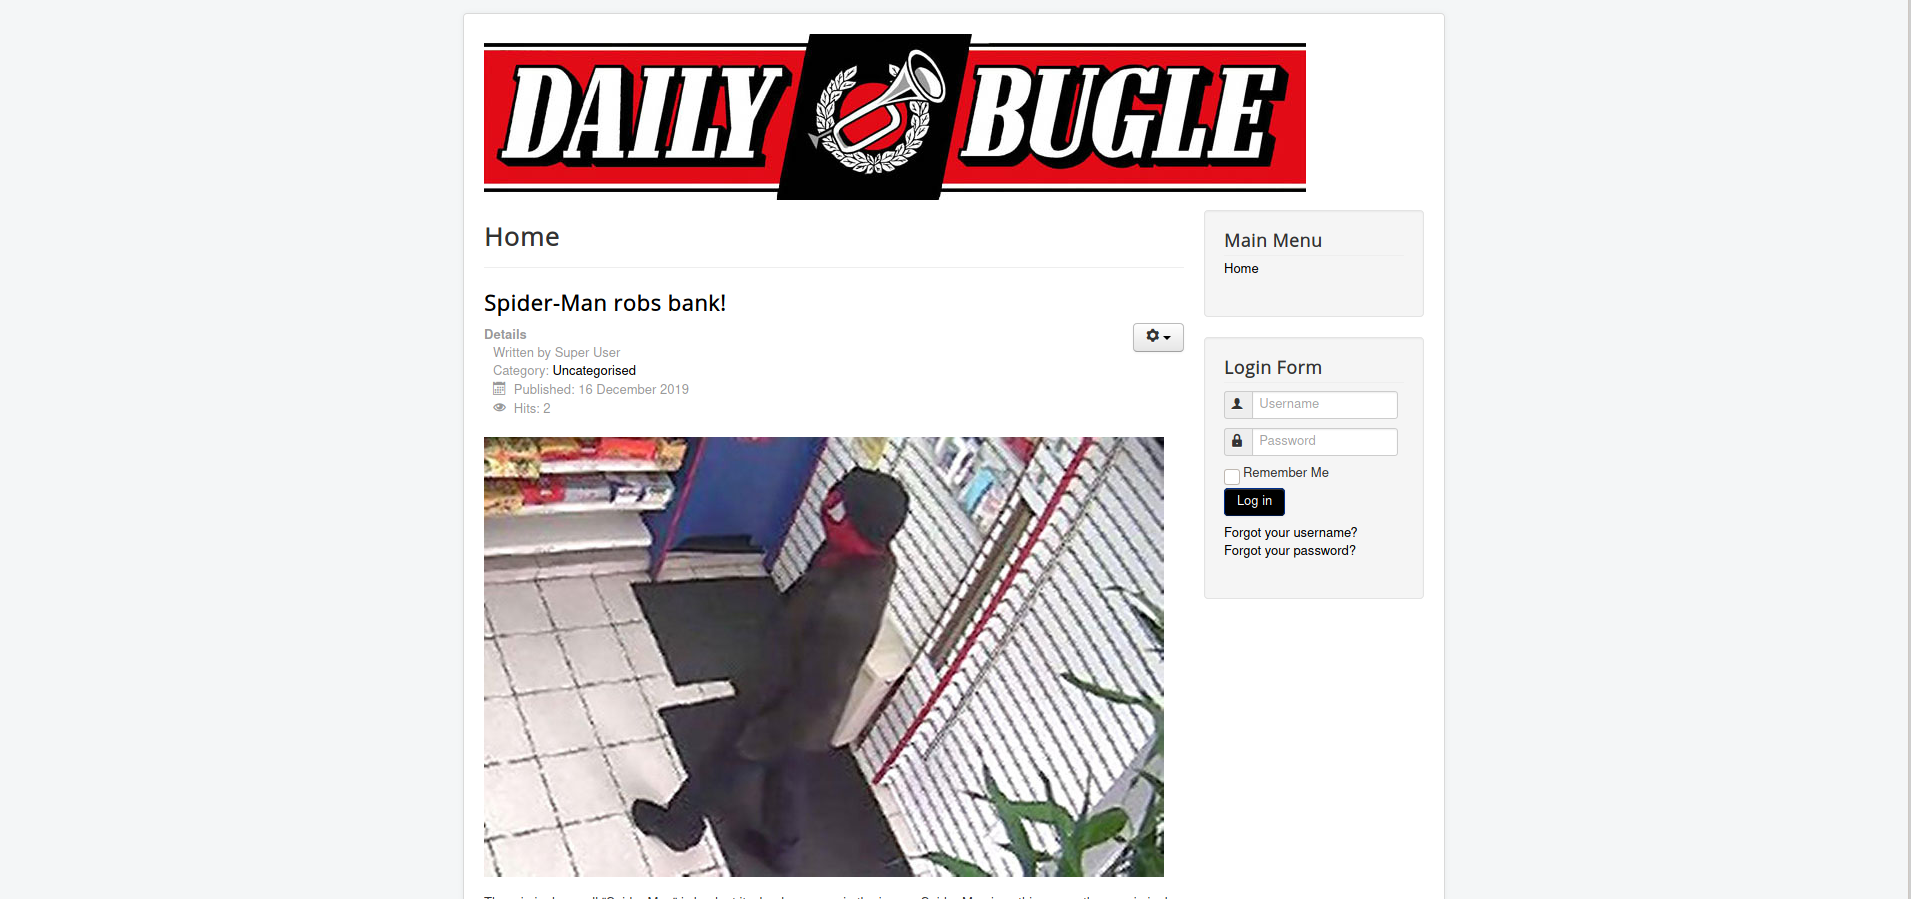 DAILY BUGLE
Home
Spider-Man robs bank!
Details
Written by Super User
Category: Uncategorised
Published: 16 December 2019
Hits: 2
Main Menu
Home
Login Form
Username
Password
Remember Me
Log in
Forgot your username?
Forgot your password?